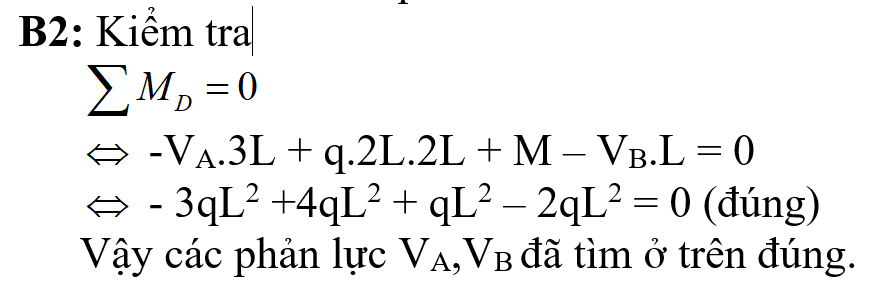 B2: Kiểm tra
∑ M_D = 0
⇔ -V_A.3L + q.2L.2L + M – V_B.L = 0
⇔ - 3qL² +4qL² + qL² – 2qL² = 0 (đúng)
Vậy các phản lực V_A,V_B đã tìm ở trên đúng.